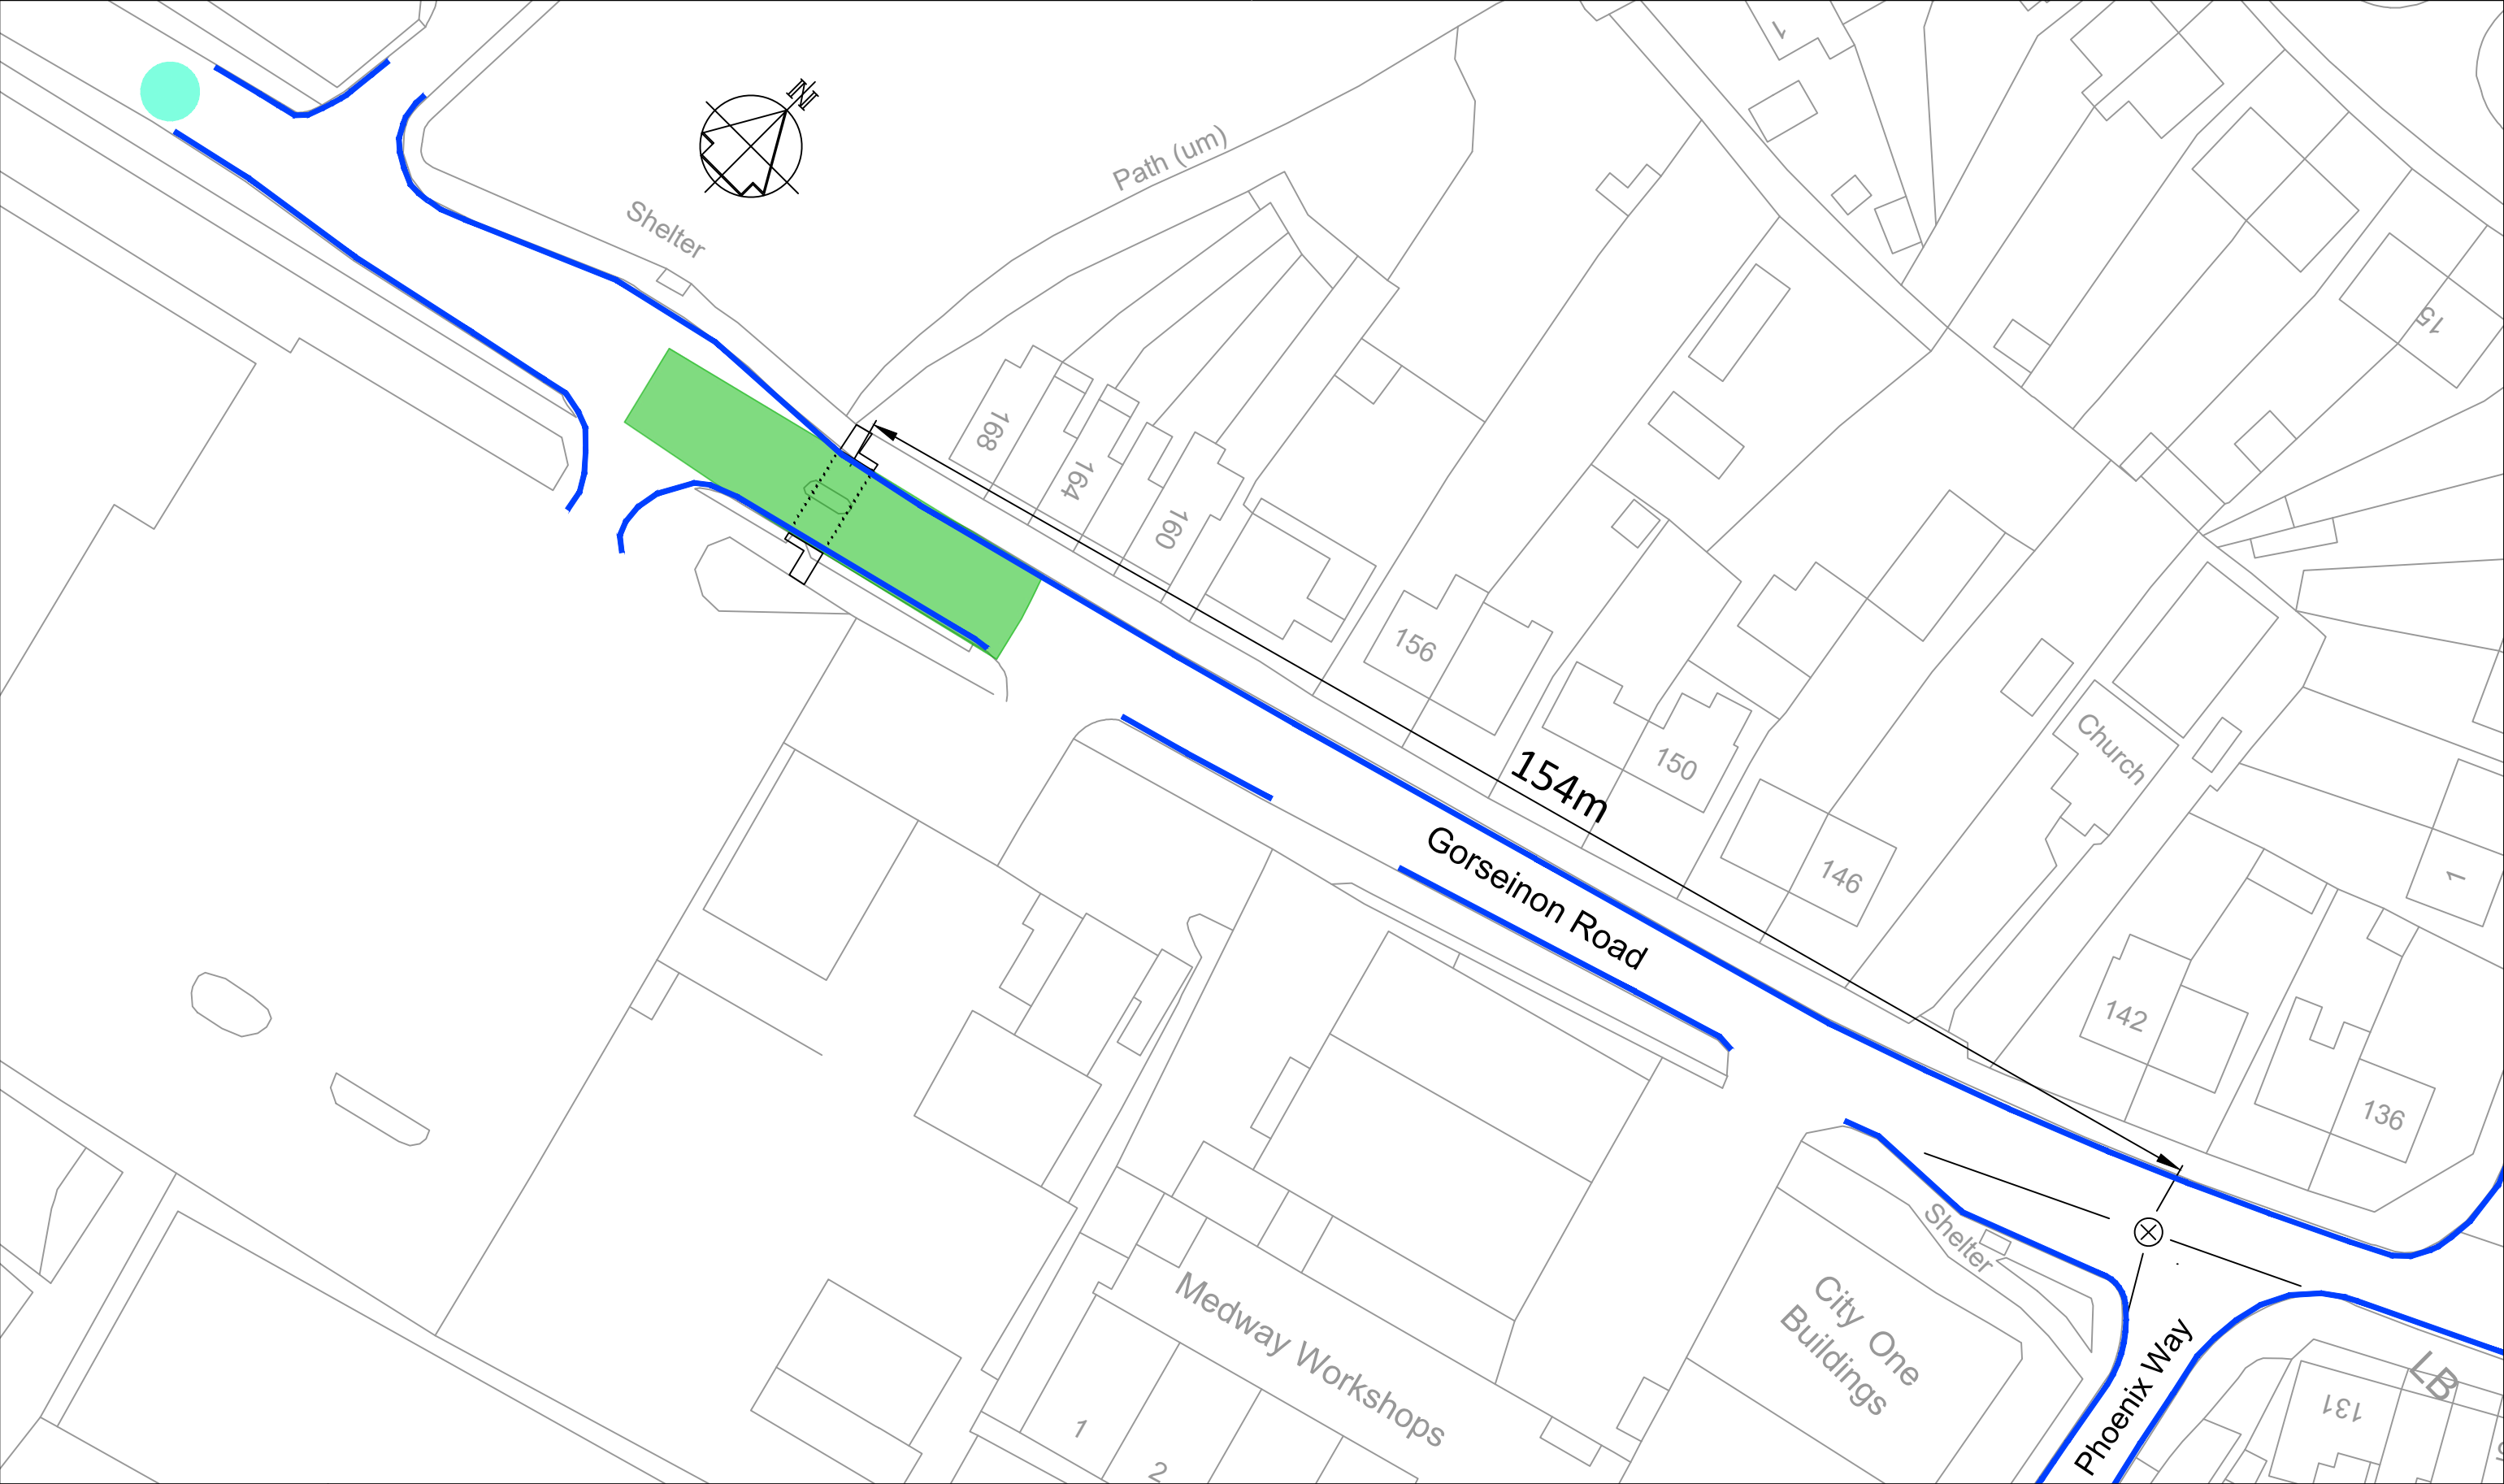 7
N
Path (um)
Shelter
15
168
164
160
156
154m
150
Church
Gorseinon Road
146
1
142
136
Shelter
City One
Buildings
Medway Workshops
Phoenix Way
LB
131
1
2